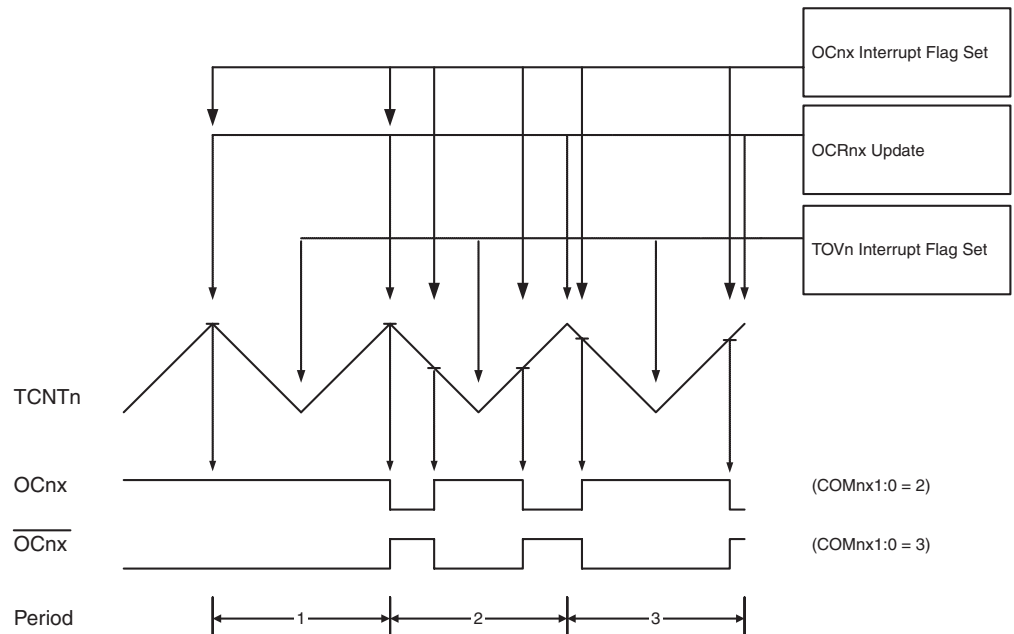 OCnx Interrupt Flag Set
OCRnx Update
TOVn Interrupt Flag Set
TCNTn
OCnx
(COMnx1:0 = 2)
OCnx
(COMnx1:0 = 3)
Period
1
2
3